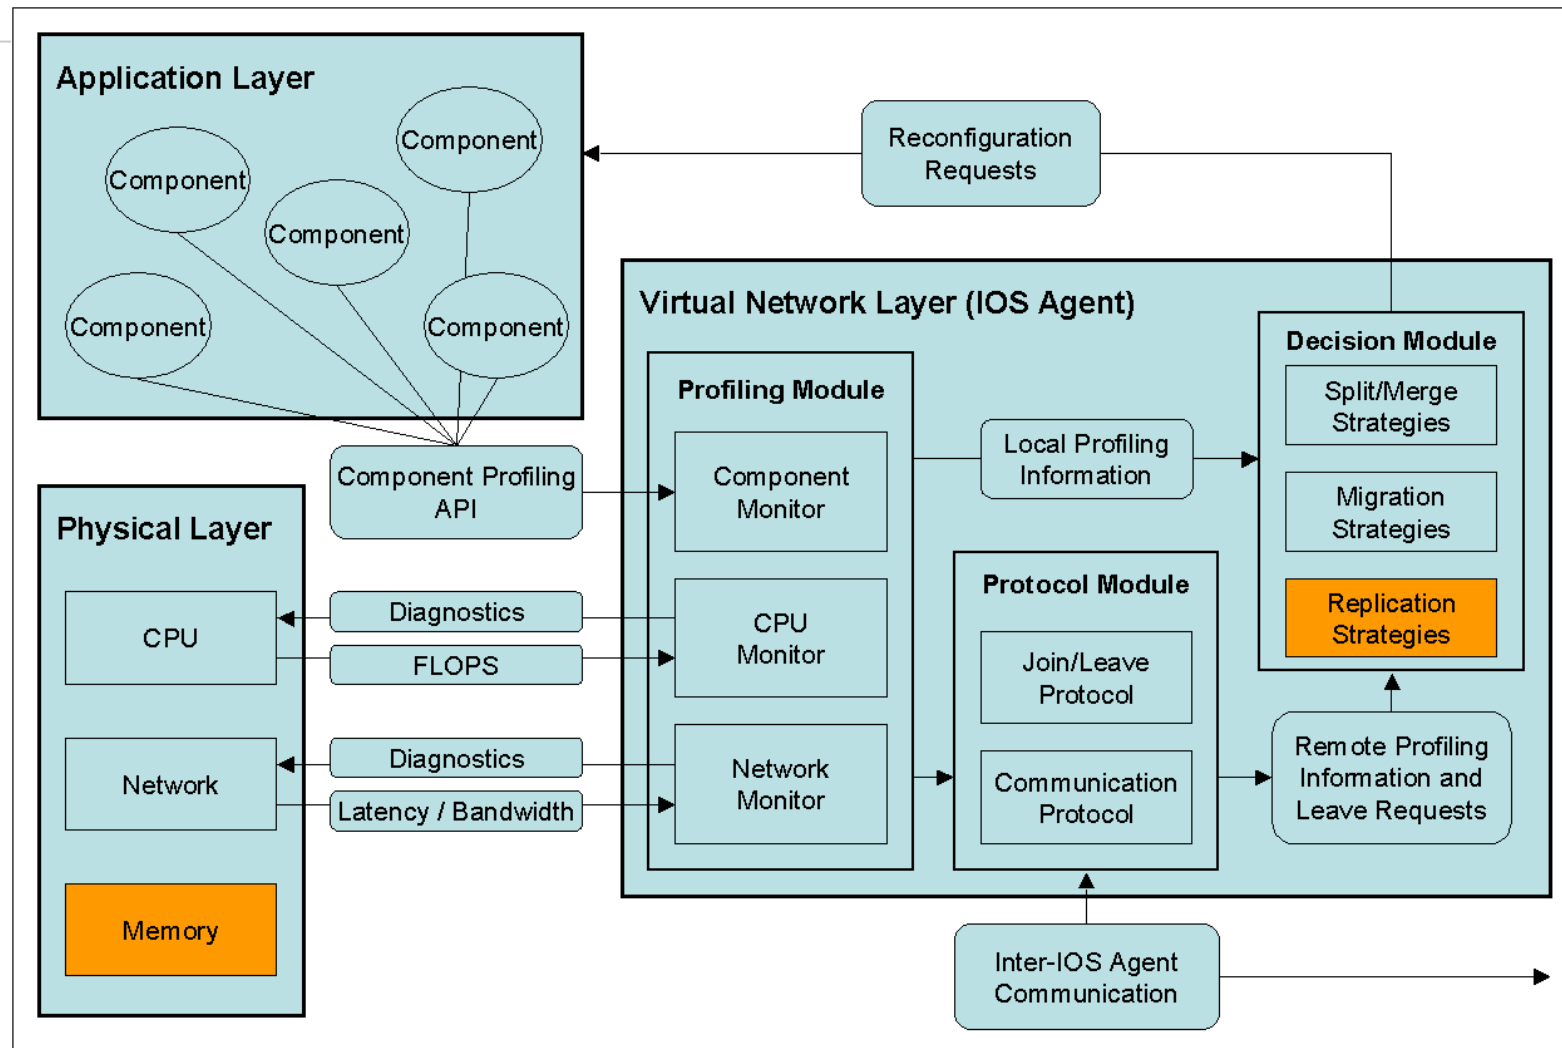 Application Layer
Component
Component
Component
Component
Component
Reconfiguration
Requests
Virtual Network Layer (IOS Agent)
Decision Module
Split/Merge
Strategies
Migration
Strategies
Replication
Strategies
Profiling Module
Component
Monitor
CPU
Monitor
Network
Monitor
Local Profiling
Information
Component Profiling
API
Protocol Module
Join/Leave
Protocol
Communication
Protocol
Remote Profiling
Information and
Leave Requests
Physical Layer
CPU
Network
Memory
Diagnostics
FLOPS
Diagnostics
Latency / Bandwidth
Inter-IOS Agent
Communication